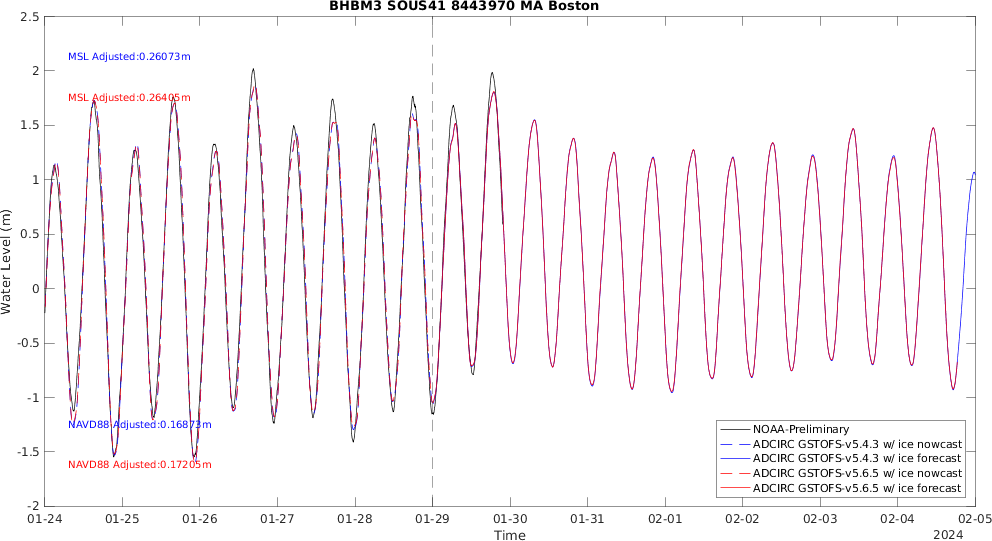 BHBM3 SOUS41 8443970 MA Boston
2.5
MSL Adjusted:0.26073m
2
MSL Adjusted:0.26405m
1.5
1
0.5
Water Level (m)
0
-0.5
-1
NAVD88 Adjusted:0.16873m
-1.5
NAVD88 Adjusted:0.17205m
-2
NOAA-Preliminary
ADCIRC GSTOFS-v5.4.3 w/ ice nowcast
ADCIRC GSTOFS-v5.4.3 w/ ice forecast
ADCIRC GSTOFS-v5.6.5 w/ ice nowcast
ADCIRC GSTOFS-v5.6.5 w/ ice forecast
01-24 01-25 01-26 01-27 01-28 01-29 01-30 01-31 02-01 02-02 02-03 02-04 02-05
Time
2024